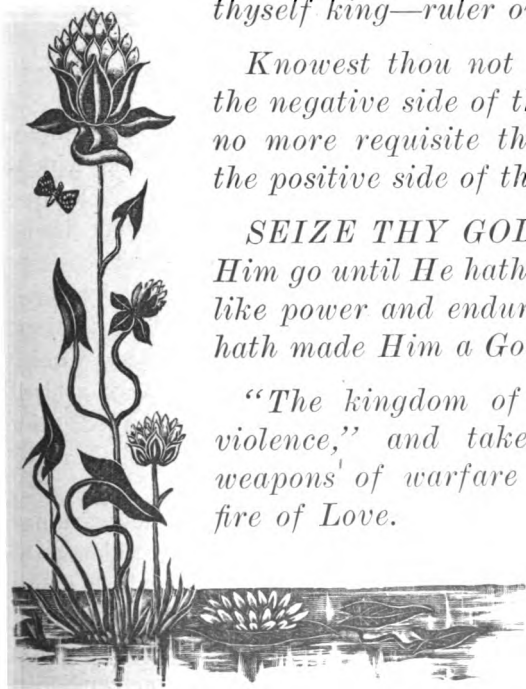 thyself king—ruler o
Knowest thou not
the negative side of t
no more requisite th
the positive side of th
SEIZE THY GOD
Him go until He hath
like power and endur
hath made Him a Go
"The kingdom of
violence," and take
weapons of warfare
fire of Love.